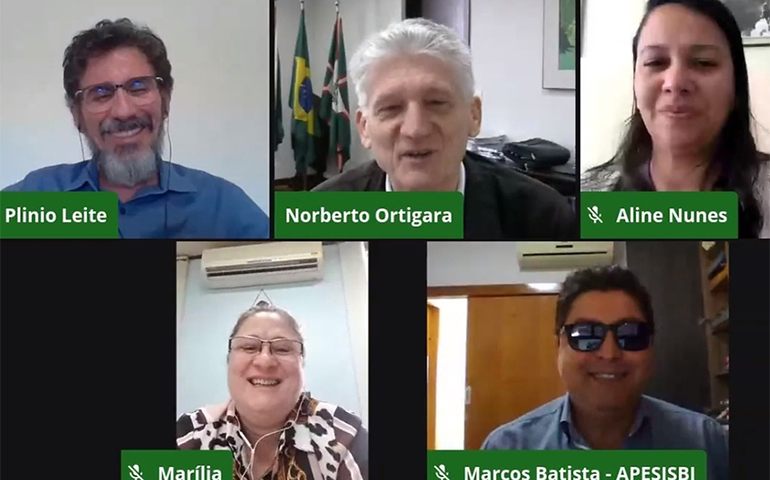 Plinio Leite
Norberto Ortigara
Aline Nunes
Marília
Marcos Batista - APESISBI